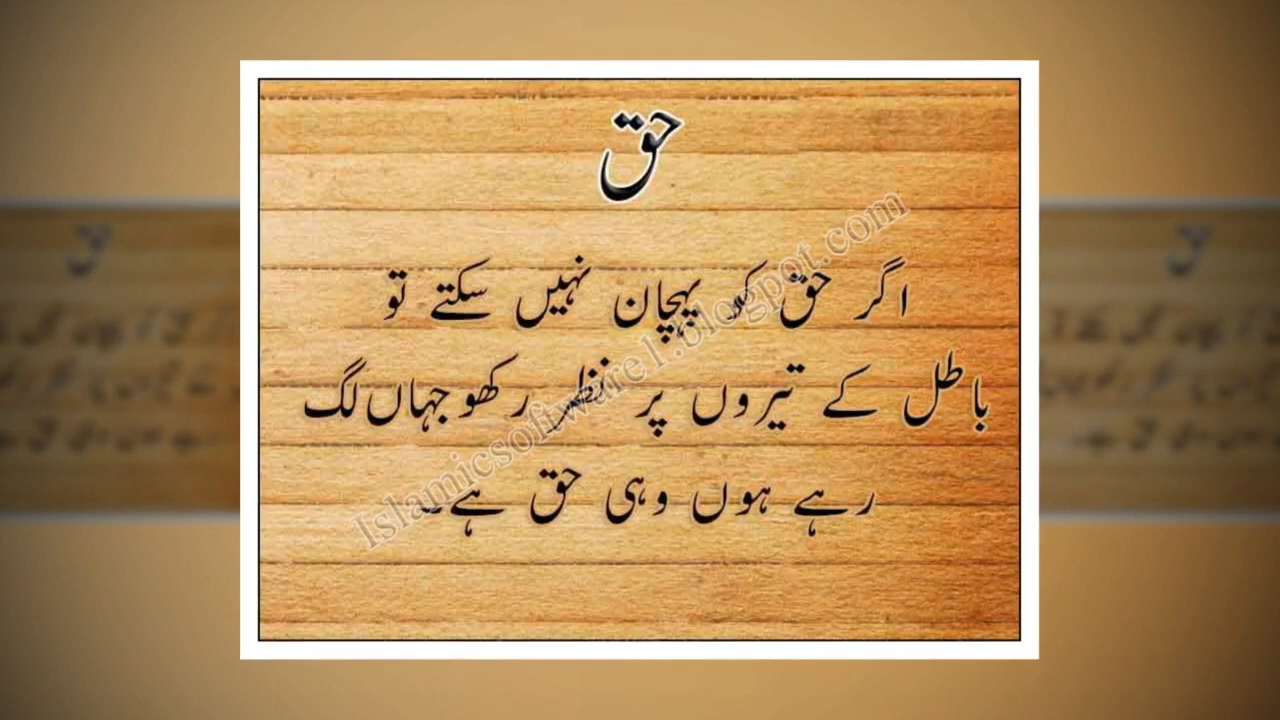 حق
اگر حق کو پہچان نہیں سکتے تو
باطل کے تیروں پر نظر رکھو جہاں لگ
رہے ہوں وہی حق ہے۔
Islamicsoftware1.blogpot.com